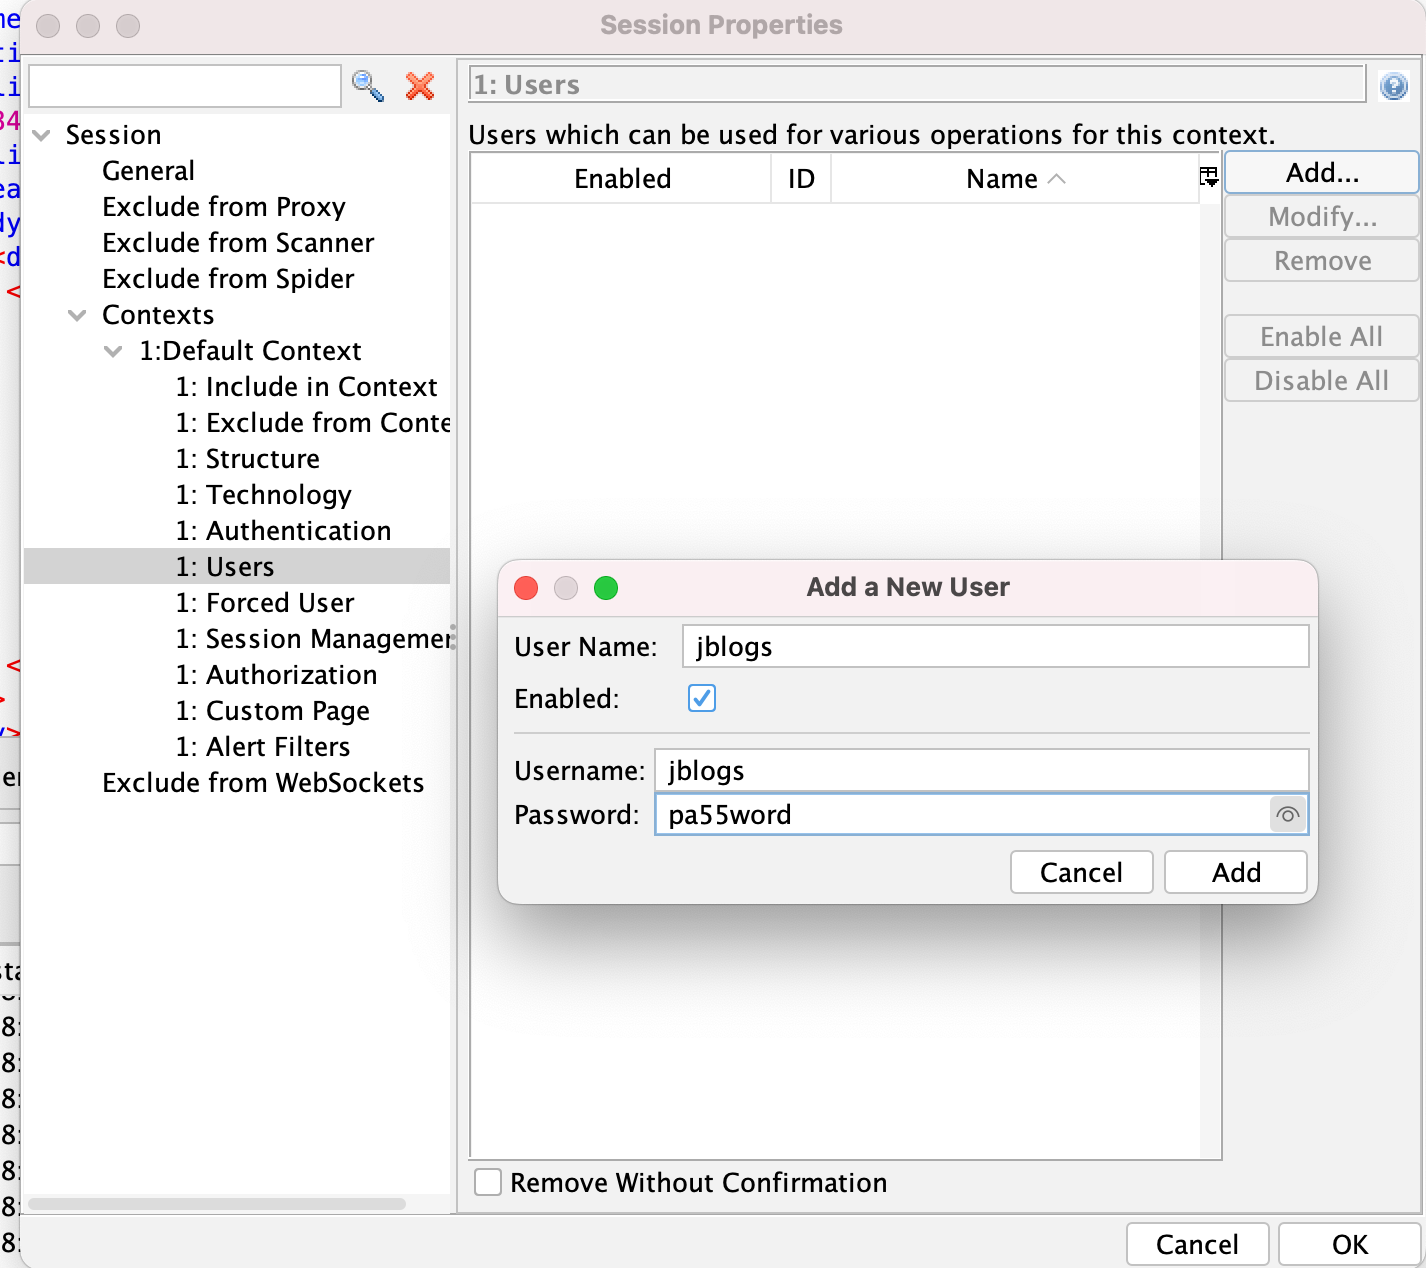 Session Properties
1: Users
Session
General
Exclude from Proxy
Exclude from Scanner
Exclude from Spider
Contexts
1:Default Context
1: Include in Context
1: Exclude from Conte
1: Structure
1: Technology
1: Authentication
1: Users
1: Forced User
1: Session Managemer
1: Authorization
1: Custom Page
1: Alert Filters
Exclude from WebSockets
Users which can be used for various operations for this context.
Enabled ID Name
Add...
Modify...
Remove
Enable All
Disable All
Add a New User
User Name: jblogs
Enabled:
Username: jblogs
Password: pa55word
Cancel Add
Remove Without Confirmation
Cancel OK